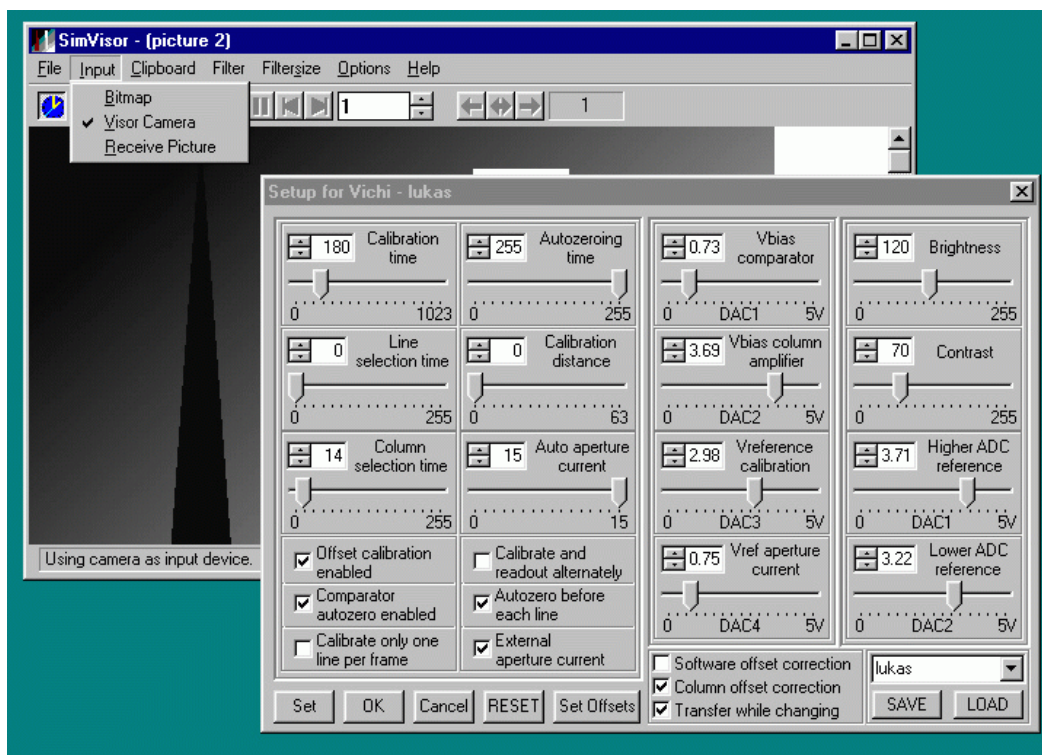 SimVisor - (picture 2)
File Input Clipboard Filter Filtersize Options Help
Bitmap
Visor Camera
Receive Picture
1
1
Using camera as input device.
Setup for Vichi - lukas
180 Calibration
time
0 1023
255 Autozeroing
time
0 255
0.73 Vbias
comparator
0 DAC1 5V
120 Brightness
0 255
0 Line
selection time
0 255
0 Calibration
distance
0 63
3.69 Vbias column
amplifier
0 DAC2 5V
70 Contrast
0 255
14 Column
selection time
0 255
15 Auto aperture
current
0 15
2.98 Vreference
calibration
0 DAC3 5V
3.71 Higher ADC
reference
0 DAC1 5V
Offset calibration
enabled
Calibrate and
readout alternately
0.75 Vref aperture
current
0 DAC4 5V
3.22 Lower ADC
reference
0 DAC2 5V
Comparator
autozero enabled
Autozero before
each line
Calibrate only one
line per frame
External
aperture current
Software offset correction
Column offset correction
Transfer while changing
lukas
SAVE LOAD
Set OK Cancel RESET Set Offsets